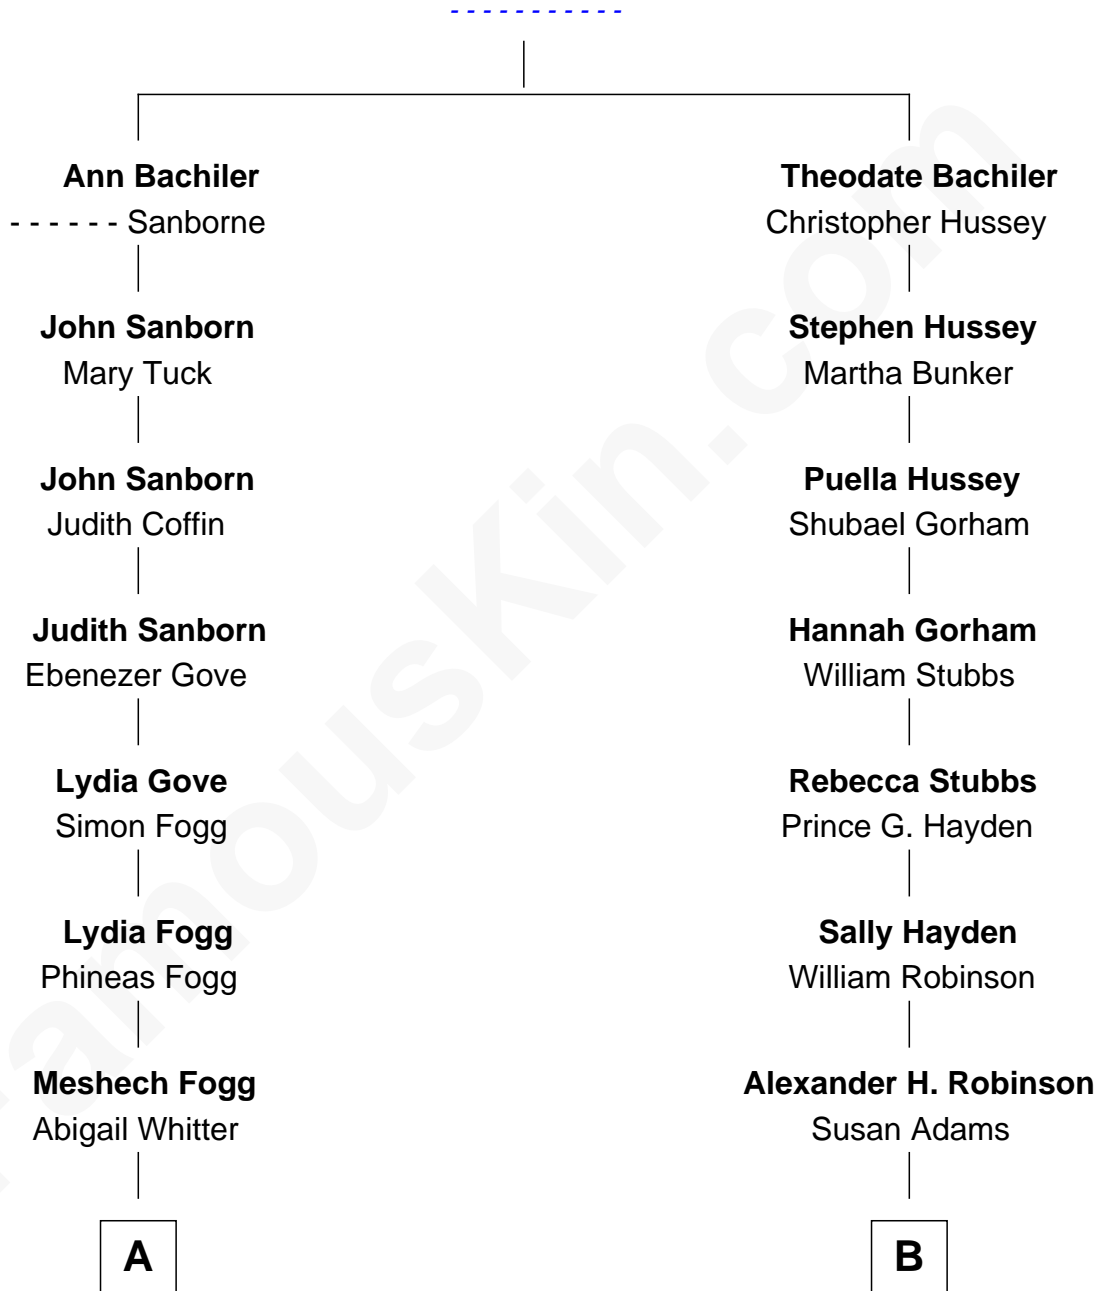 - - - - - - - - - - -
Ann Bachiler
- - - - - - Sanborne
John Sanborn
Mary Tuck
John Sanborn
Judith Coffin
Judith Sanborn
Ebenezer Gove
Lydia Gove
Simon Fogg
Lydia Fogg
Phineas Fogg
Meshech Fogg
Abigail Whitter
A
Theodate Bachiler
Christopher Hussey
Stephen Hussey
Martha Bunker
Puella Hussey
Shubael Gorham
Hannah Gorham
William Stubbs
Rebecca Stubbs
Prince G. Hayden
Sally Hayden
William Robinson
Alexander H. Robinson
Susan Adams
B
FamousKin.com